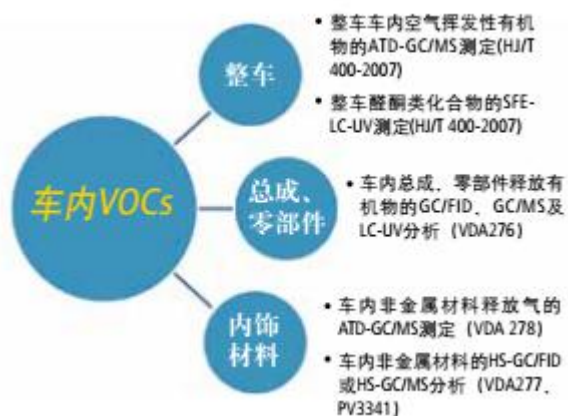 车内VOCs
整车
• 整车车内空气挥发性有机
物的ATD-GC/MS测定(HJ/T
400-2007)
• 整车醛酮类化合物的SFE-
LC-UV测定(HJ/T 400-2007)
总成、
零部件
• 车内总成、零部件释放有
机物的GC/FID、GC/MS及
LC-UV分析（VDA276）
内饰
材料
• 车内非金属材料释放气的
ATD-GC/MS测定（VDA 278）
• 车内非金属材料的HS-GC/FID
或HS-GC/MS分析（VDA277、
PV3341）